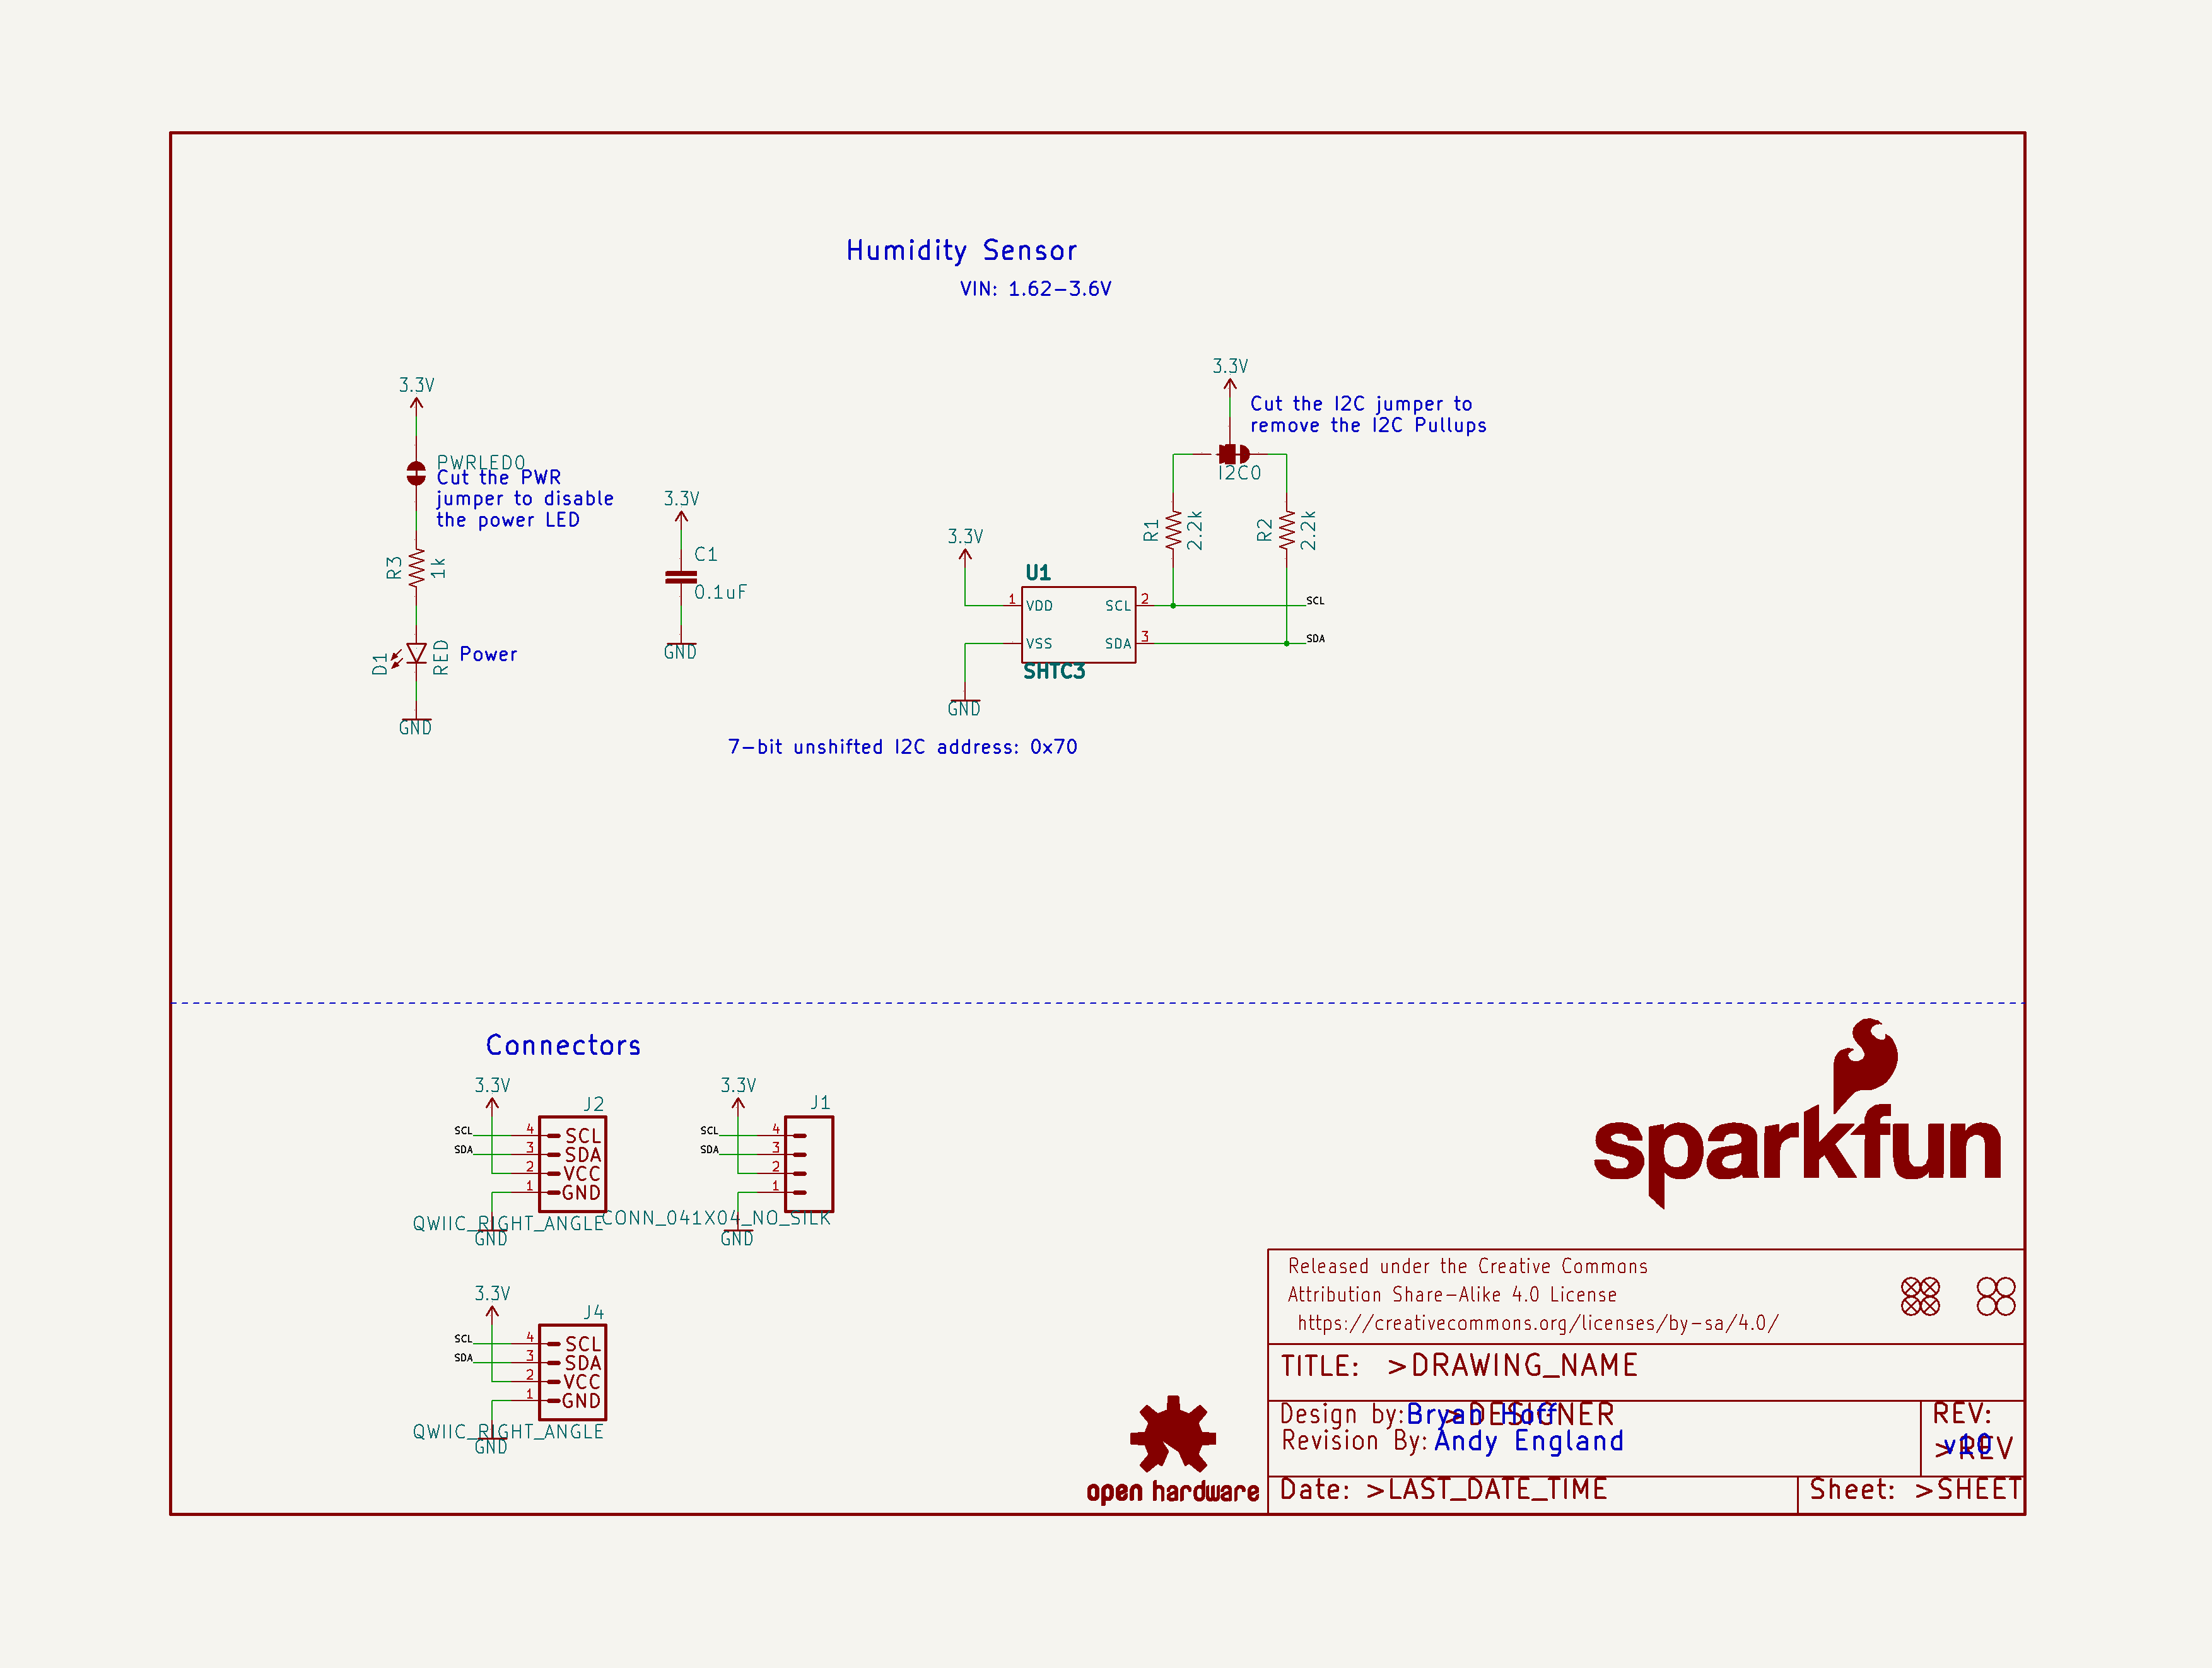 Humidity Sensor
VIN: 1.62-3.6V
3.3V
PWRLED0
Cut the PWR
jumper to disable
the power LED
R3
1k
D1
RED
Power
GND
3.3V
C1
0.1uF
GND
3.3V
Cut the I2C jumper to
remove the I2C Pullups
I2C0
R1
2.2k
R2
2.2k
3.3V
U1
1
VDD
SCL
2
SCL
VSS
SDA
3
SDA
SHTC3
GND
7-bit unshifted I2C address: 0x70
Connectors
3.3V
J2
SCL
4
SCL
SDA
3
SDA
2
VCC
1
GND
QWIIC_RIGHT_ANGLE
GND
3.3V
J1
SCL
4
SDA
3
2
1
CONN_041X04_NO_SILK
GND
3.3V
J4
SCL
4
SCL
SDA
3
SDA
2
VCC
1
GND
QWIIC_RIGHT_ANGLE
GND
sparkfun
open hardware
Released under the Creative Commons
Attribution Share-Alike 4.0 License
https://creativecommons.org/licenses/by-sa/4.0/
TITLE: >DRAWING_NAME
Design by: Bryan Hoff
>DESIGNER
Revision By: Andy England
REV:
v10
>REV
Date: >LAST_DATE_TIME
Sheet: >SHEET